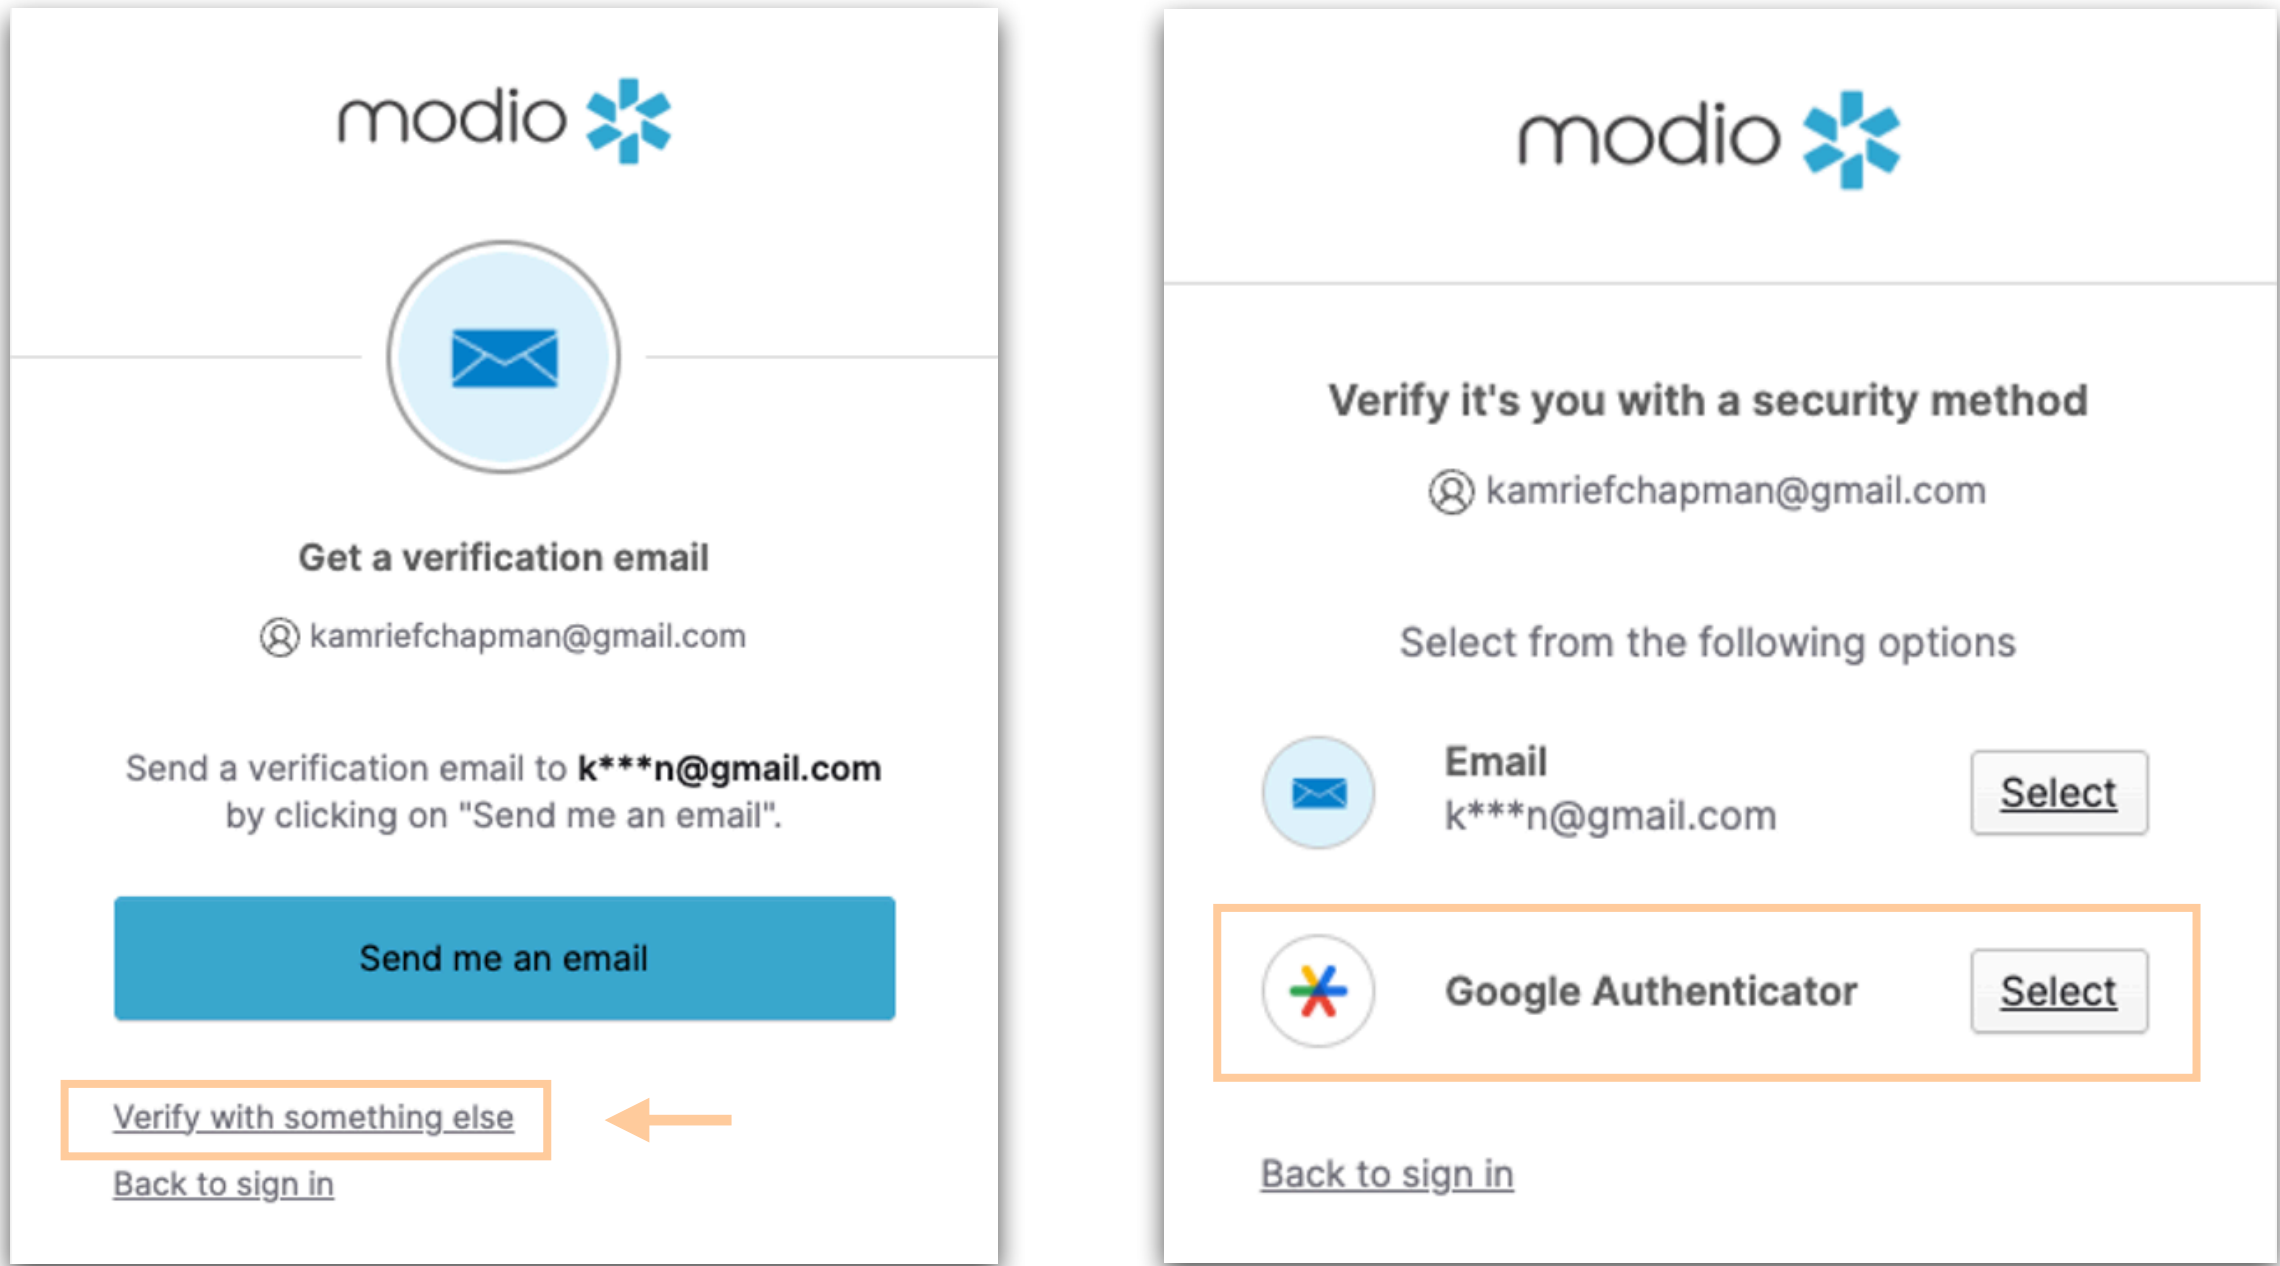 modio
Get a verification email
kamriefchapman@gmail.com
Send a verification email to k***n@gmail.com
by clicking on "Send me an email".
Send me an email
Verify with something else
Back to sign in
modio
Verify it's you with a security method
kamriefchapman@gmail.com
Select from the following options
Email
k***n@gmail.com
Select
Google Authenticator
Select
Back to sign in